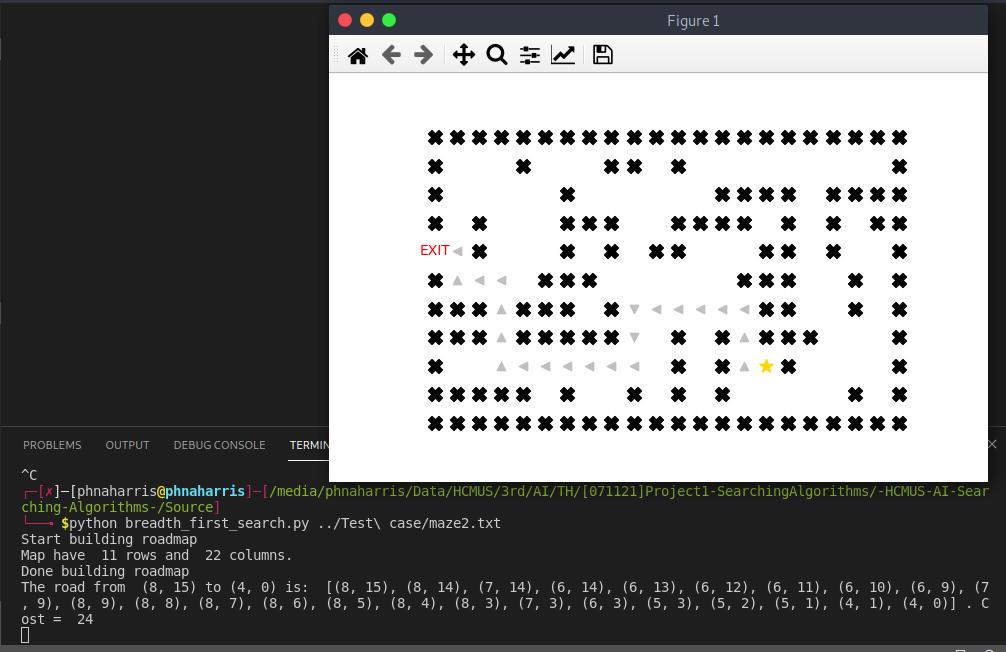 Figure 1
EXIT
PROBLEMS OUTPUT DEBUG CONSOLE TERMIN
^C
┌─[✗]─[phnaharris@phnaharris]─[/media/phnaharris/Data/HCMUS/3rd/AI/TH/[071121]Project1-SearchingAlgorithms/-HCMUS-AI-Sear
ching-Algorithms-/Source]
└──╼ $python breadth_first_search.py ../Test\ case/maze2.txt
Start building roadmap
Map have  11 rows and  22 columns.
Done building roadmap
The road from  (8, 15) to (4, 0) is:  [(8, 15), (8, 14), (7, 14), (6, 14), (6, 13), (6, 12), (6, 11), (6, 10), (6, 9), (7
, 9), (8, 9), (8, 8), (8, 7), (8, 6), (8, 5), (8, 4), (8, 3), (7, 3), (6, 3), (5, 3), (5, 2), (5, 1), (4, 1), (4, 0)] . C
ost =  24